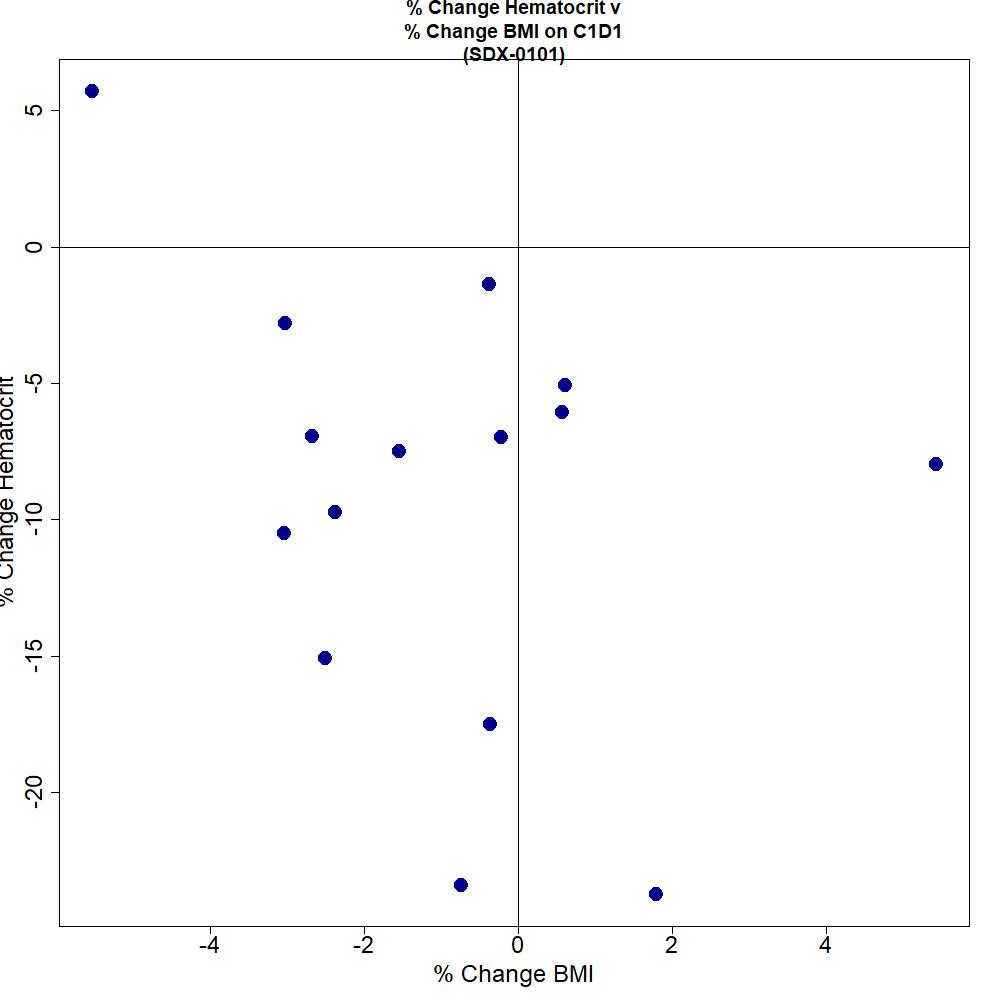 % Change Hematocrit v
% Change BMI on C1D1
(SDX-0101)
% Change Hematocrit
5
0
-5
-10
-15
-20
-4
-2
0
2
4
% Change BMI